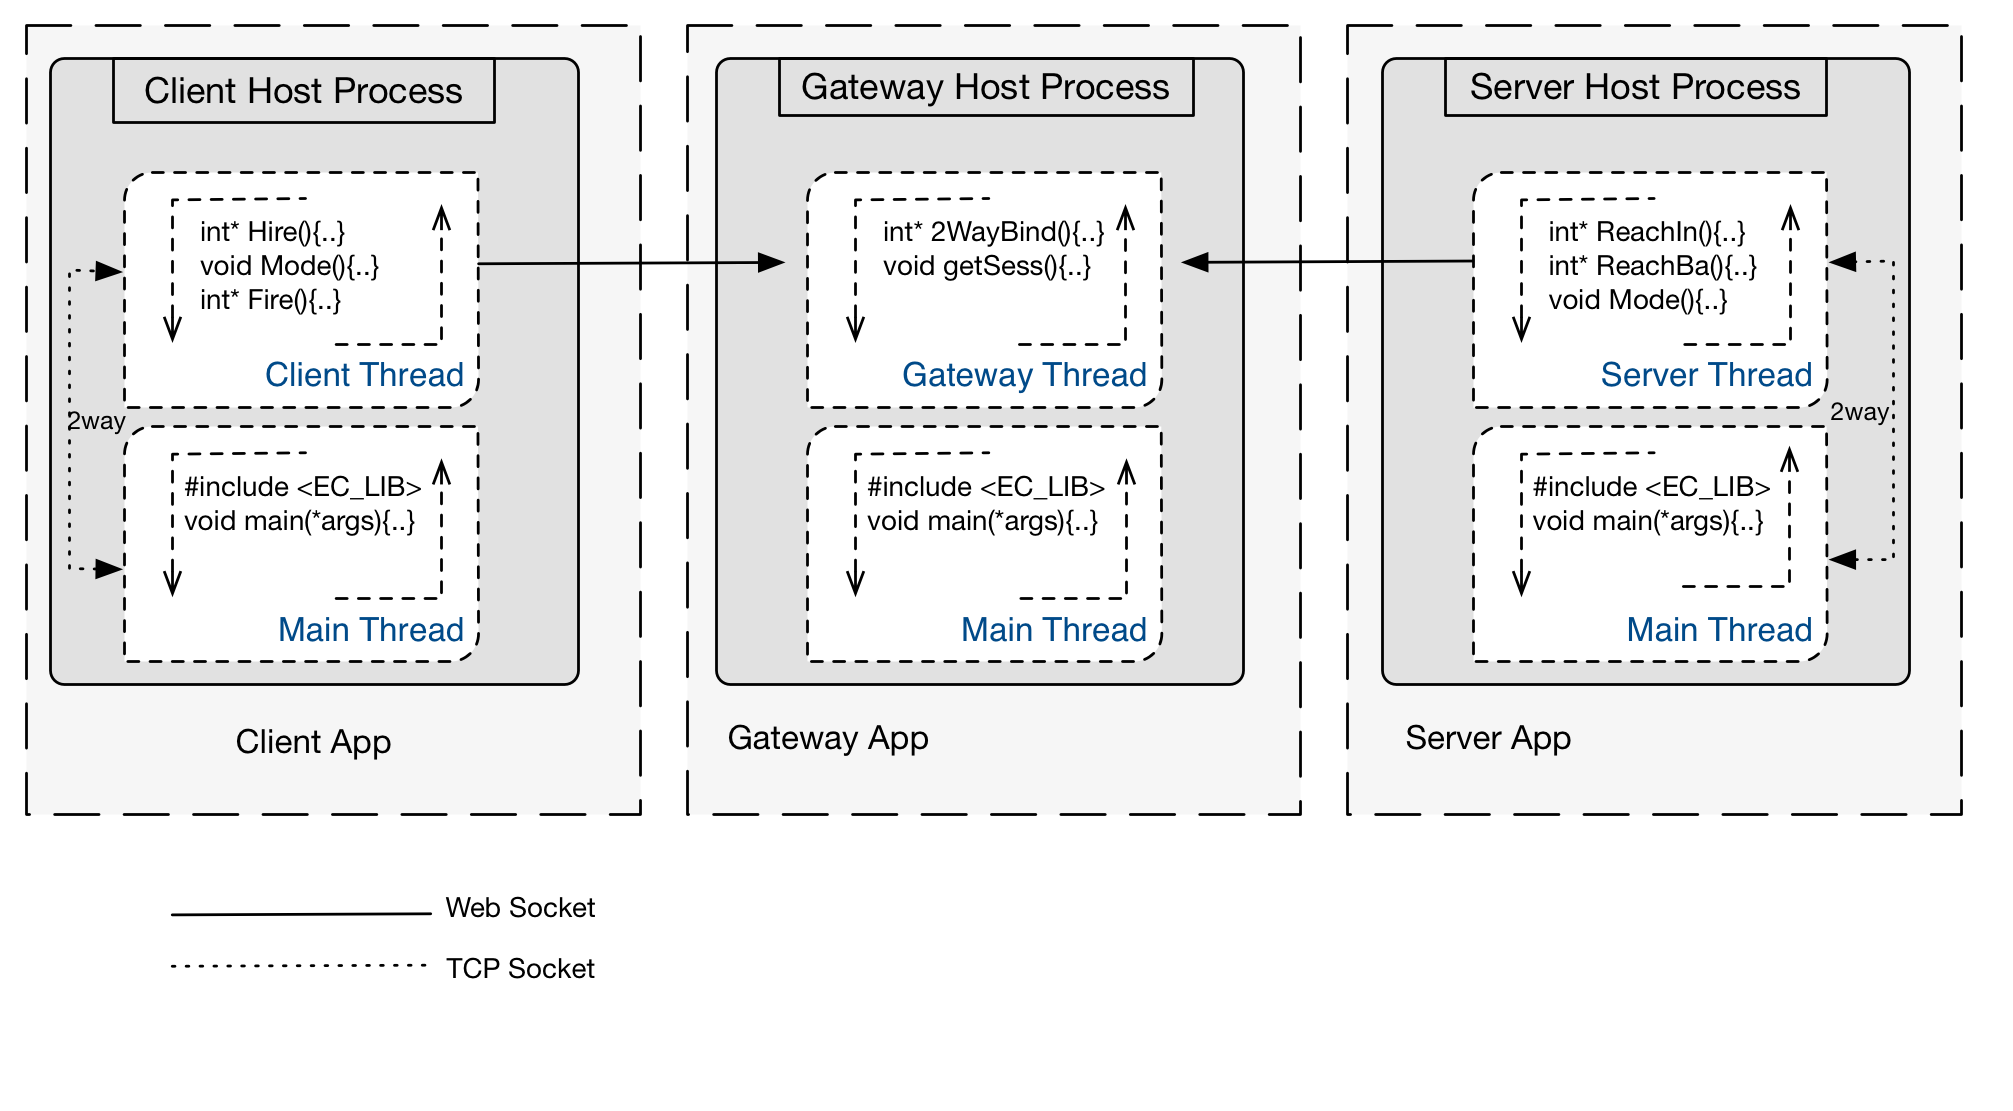 Client Host Process
int* Hire(){..}
void Mode(){..}
int* Fire(){..}
Client Thread
2way
#include <EC_LIB>
void main(*args){..}
Main Thread
Client App
Gateway Host Process
int* 2WayBind(){..}
void getSess(){..}
Gateway Thread
#include <EC_LIB>
void main(*args){..}
Main Thread
Gateway App
Server Host Process
int* ReachIn(){..}
int* ReachBa(){..}
void Mode(){..}
Server Thread
2way
#include <EC_LIB>
void main(*args){..}
Main Thread
Server App
Web Socket
TCP Socket